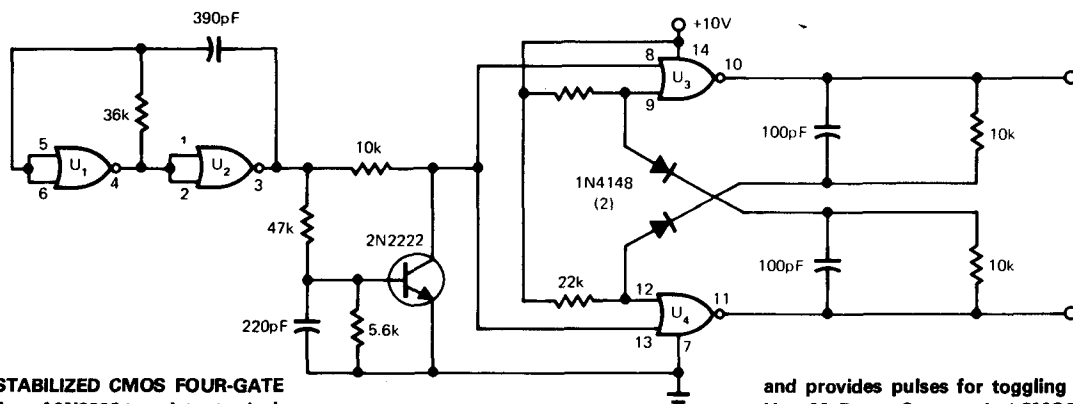 390pF
+10V
8
14
U3
10
9
36k
100pF
10k
5
U1
6
4
1
U2
2
3
10k
1N4148
(2)
47k
2N2222
22k
12
U4
11
13
7
100pF
10k
220pF
5.6k
STABILIZED CMOS FOUR-GATE
and provides pulses for toggling